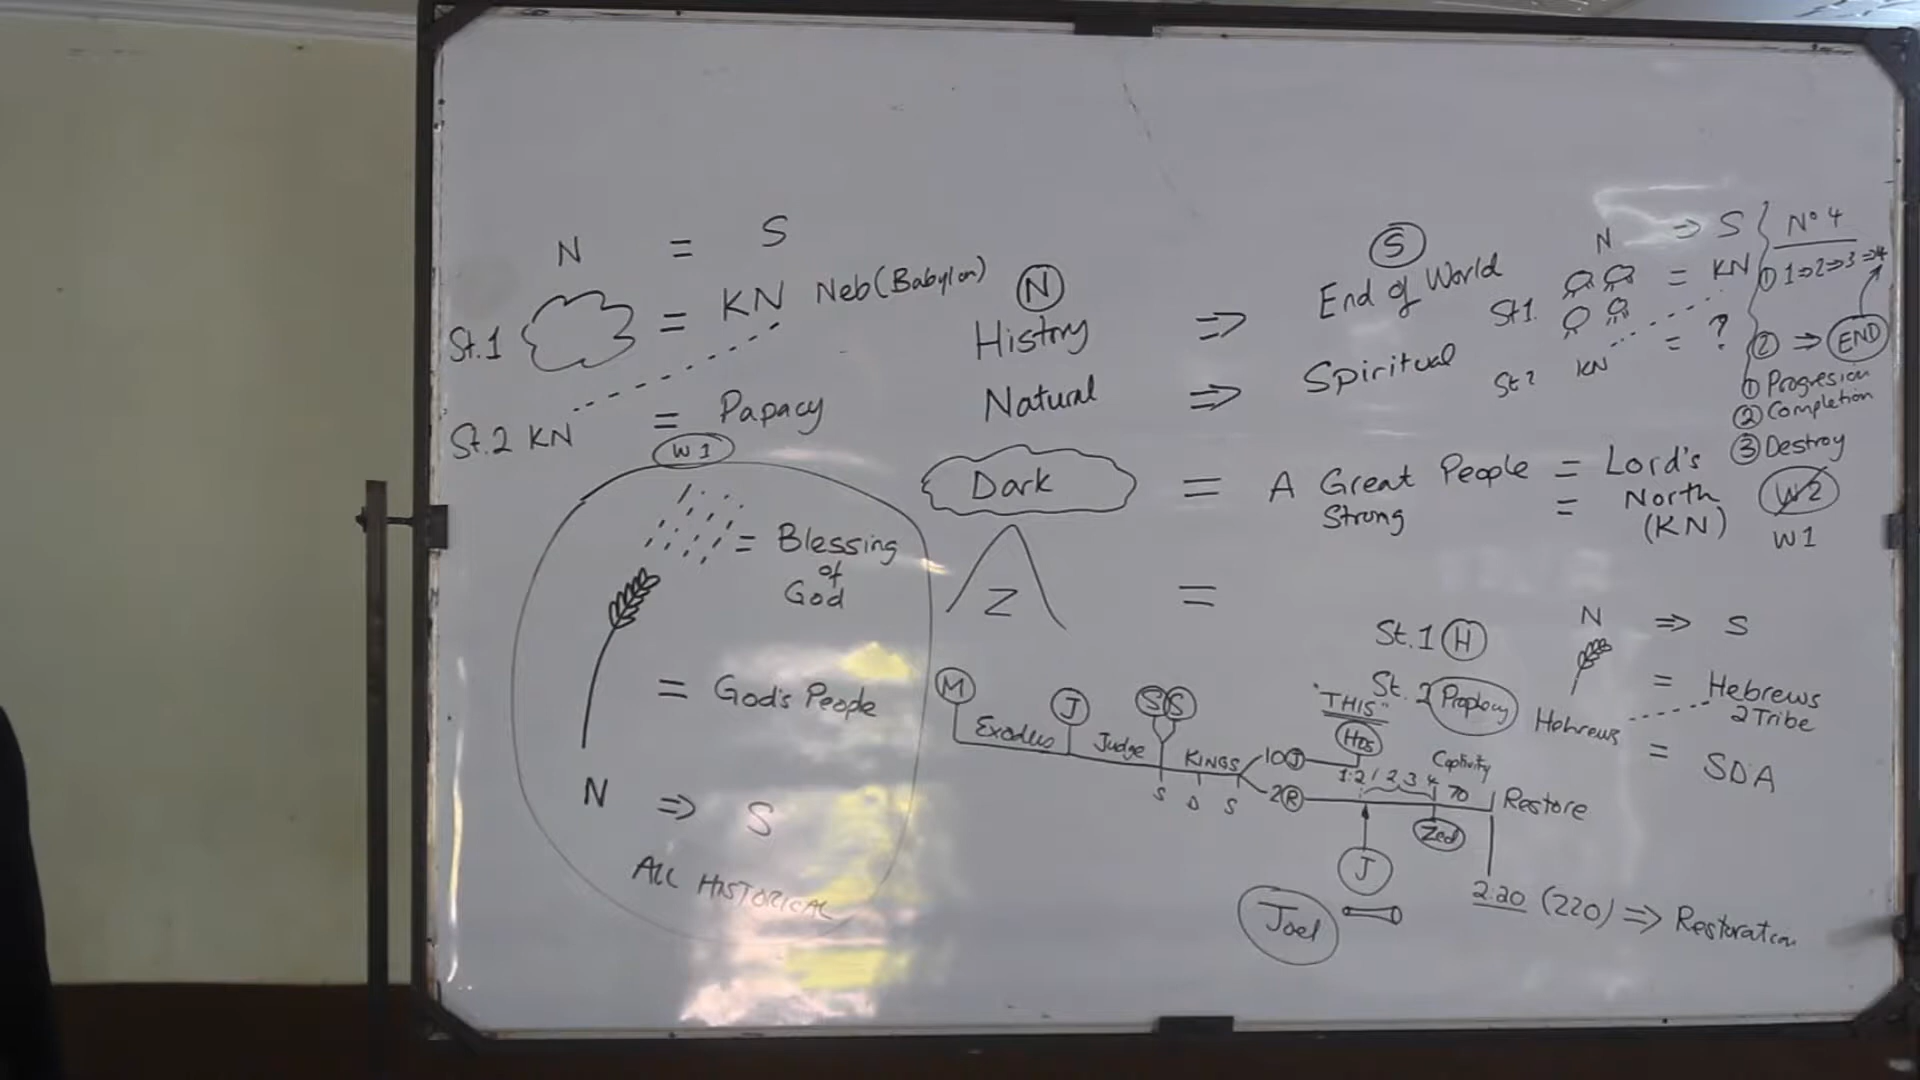 N = S
St.1 = KN Neb(Babylon)
St.2 KN = Papacy
W1
= Blessing
of
God
= God's People
N ⇒ S
ALL HISTORICAL
N S
History ⇒ End of World
Natural ⇒ Spiritual
Dark = A Great People = Lord's
Strong = North
(KN)
Z =
N ⇒ S
St1. = KN
St2 KN = ?
Nº 4
① 1⇒2⇒3⇒4
② ⇒ END
① Progresion
② Completion
③ Destroy
W2
W1
St.1 H
St.2 Prophecy
N ⇒ S
= Hebrews
2 Tribe
Hebrews = SDA
M J S S
Exodus Judge KINGS
S D S
10 J
2 R
"THIS"
Hos
1:2 1 2 3 4
Captivity
70
Restore
Zed
J
Joel
2.20 (220) ⇒ Restoration